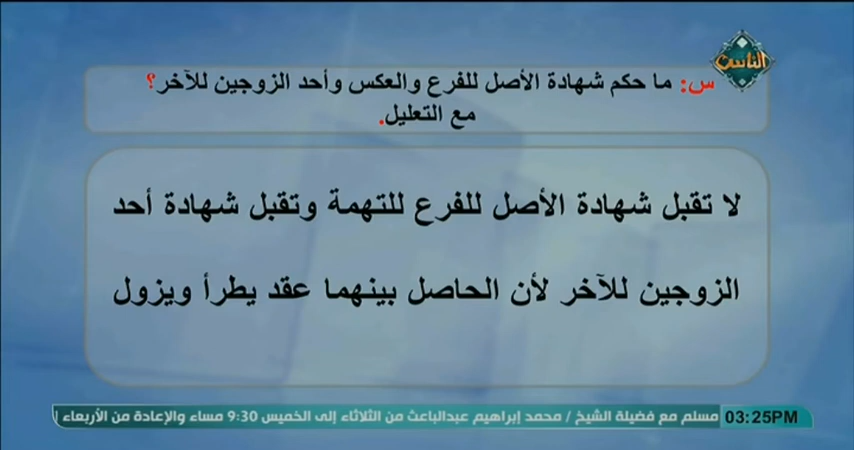 الناس
س: ما حكم شهادة الأصل للفرع والعكس وأحد الزوجين للآخر؟
مع التعليل.
لا تقبل شهادة الأصل للفرع للتهمة وتقبل شهادة أحد
الزوجين للآخر لأن الحاصل بينهما عقد يطرأ ويزول
03:25PM مسلم مع فضيلة الشيخ / محمد إبراهيم عبدالباعث من الثلاثاء إلى الخميس 9:30 مساء والإعادة من الأربعاء